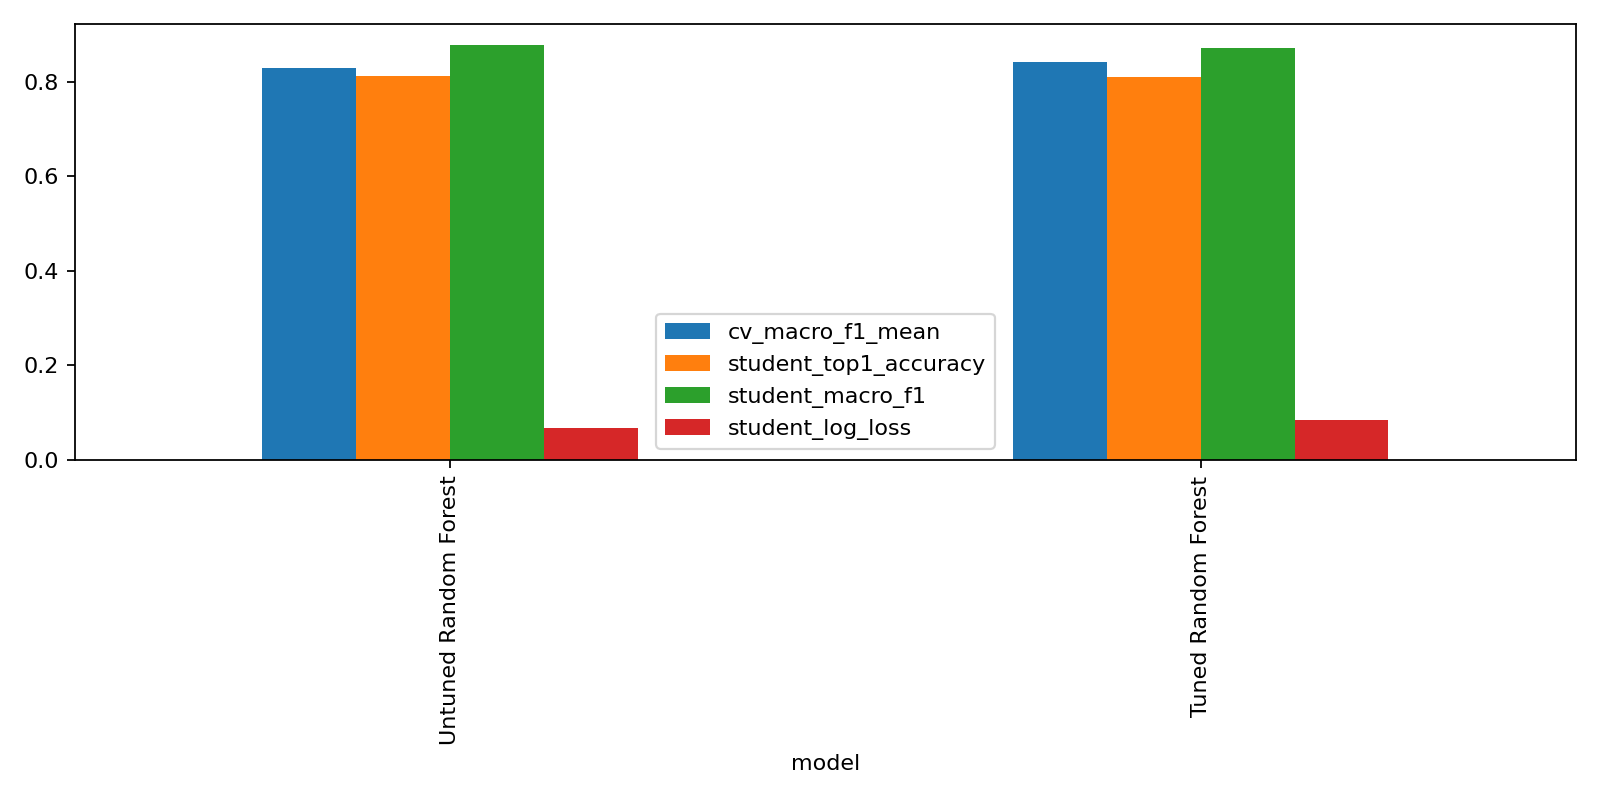 0.8
0.6
0.4
0.2
0.0
cv_macro_f1_mean
student_top1_accuracy
student_macro_f1
student_log_loss
Untuned Random Forest
Tuned Random Forest
model